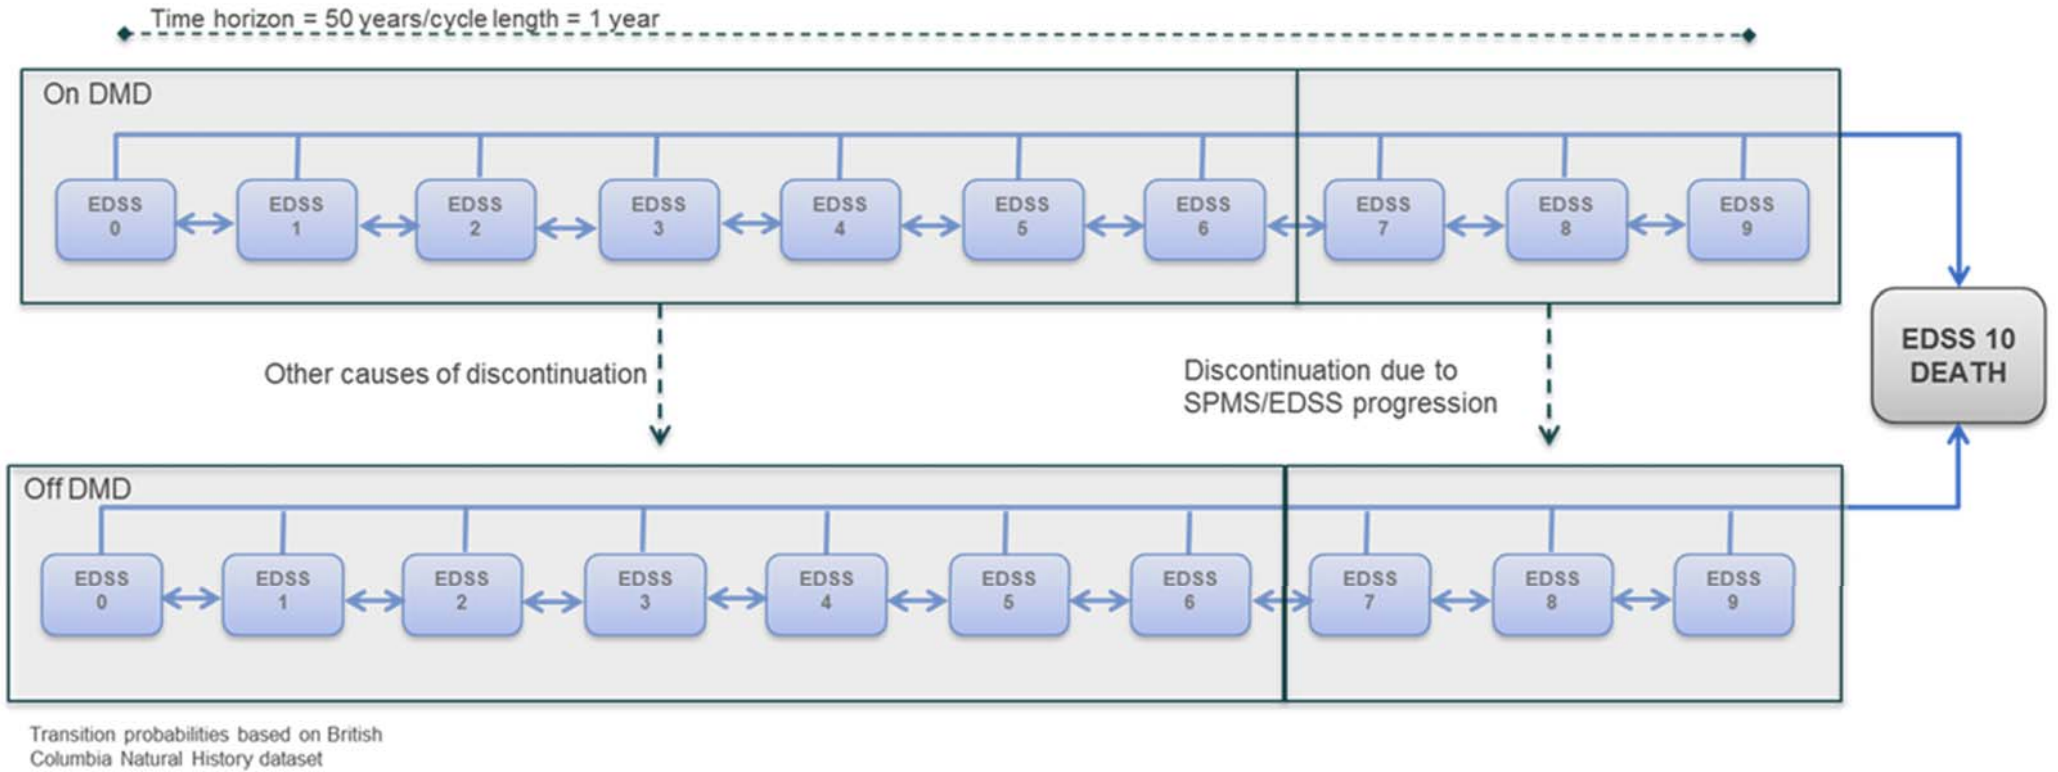 Time horizon = 50 years/cycle length = 1 year
On DMD
EDSS
0
EDSS
1
EDSS
2
EDSS
3
EDSS
4
EDSS
5
EDSS
6
EDSS
7
EDSS
8
EDSS
9
Other causes of discontinuation
Discontinuation due to
SPMS/EDSS progression
EDSS 10
DEATH
Off DMD
EDSS
0
EDSS
1
EDSS
2
EDSS
3
EDSS
4
EDSS
5
EDSS
6
EDSS
7
EDSS
8
EDSS
9
Transition probabilities based on British
Columbia Natural History dataset